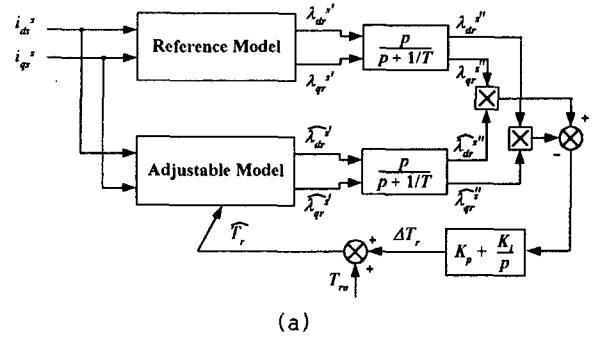 i_ds^s
i_qs^s
Reference Model
λ_dr^s'
λ_qr^s'
p
p + 1/T
λ_dr^s''
λ_qr^s''
×
×
+
−
Adjustable Model
λ̂_dr^s'
λ̂_qr^s'
p
p + 1/T
λ̂_dr^s''
λ̂_qr^s''
T̂_r
+
+
ΔT_r
T_ro
K_p + K_I
p
(a)